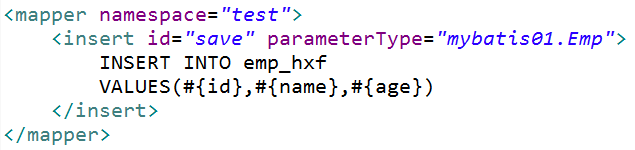 <mapper namespace="test">
    <insert id="save" parameterType="mybatis01.Emp">
        INSERT INTO emp_hxf
        VALUES(#{id},#{name},#{age})
    </insert>
</mapper>